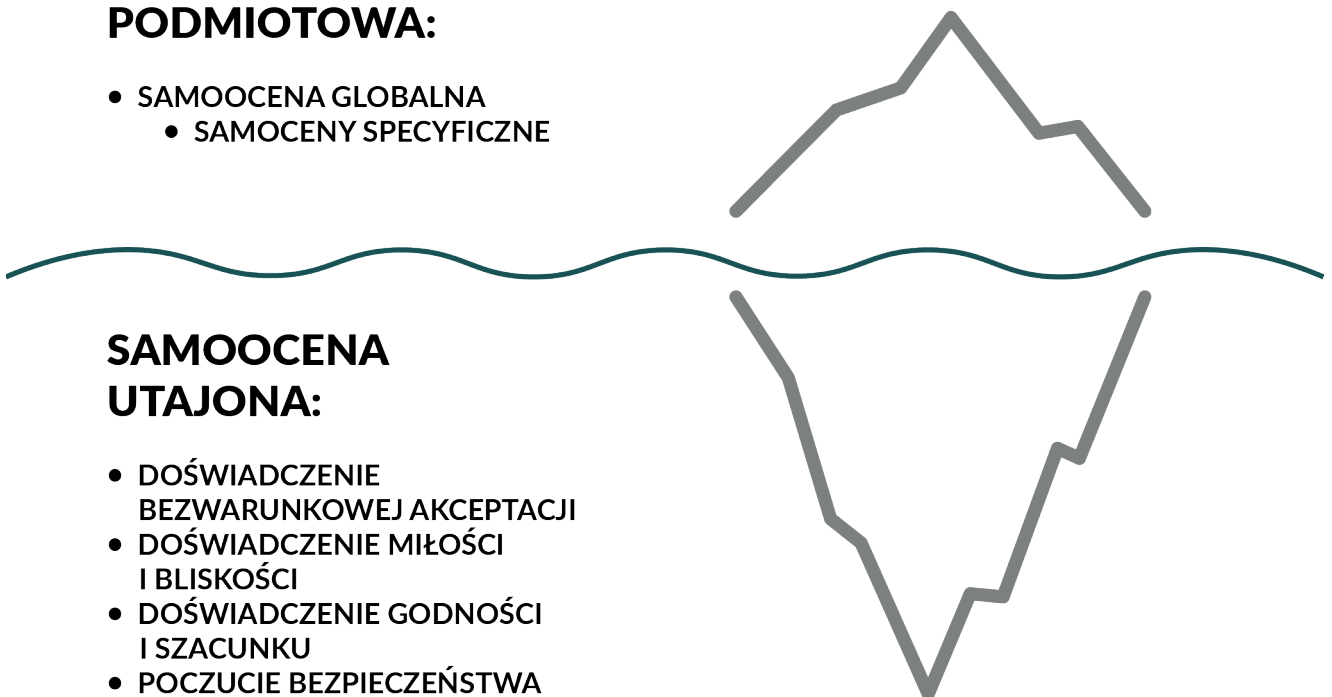 PODMIOTOWA:
• SAMOOCENA GLOBALNA
• SAMOCENY SPECYFICZNE
SAMOOCENA
UTAJONA:
• DOŚWIADCZENIE
BEZWARUNKOWEJ AKCEPTACJI
• DOŚWIADCZENIE MIŁOŚCI
I BLISKOŚCI
• DOŚWIADCZENIE GODNOŚCI
I SZACUNKU
• POCZUCIE BEZPIECZEŃSTWA